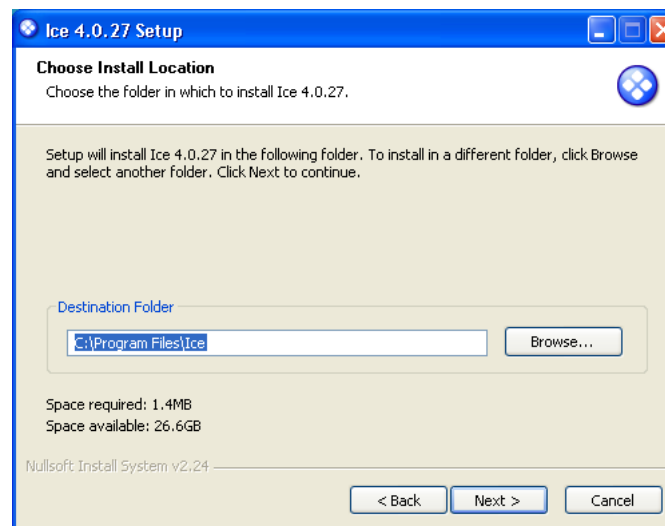 Ice 4.0.27 Setup
Choose Install Location
Choose the folder in which to install Ice 4.0.27.
Setup will install Ice 4.0.27 in the following folder. To install in a different folder, click Browse
and select another folder. Click Next to continue.
Destination Folder
C:\Program Files\Ice
Browse...
Space required: 1.4MB
Space available: 26.6GB
Nullsoft Install System v2.24
< Back Next > Cancel